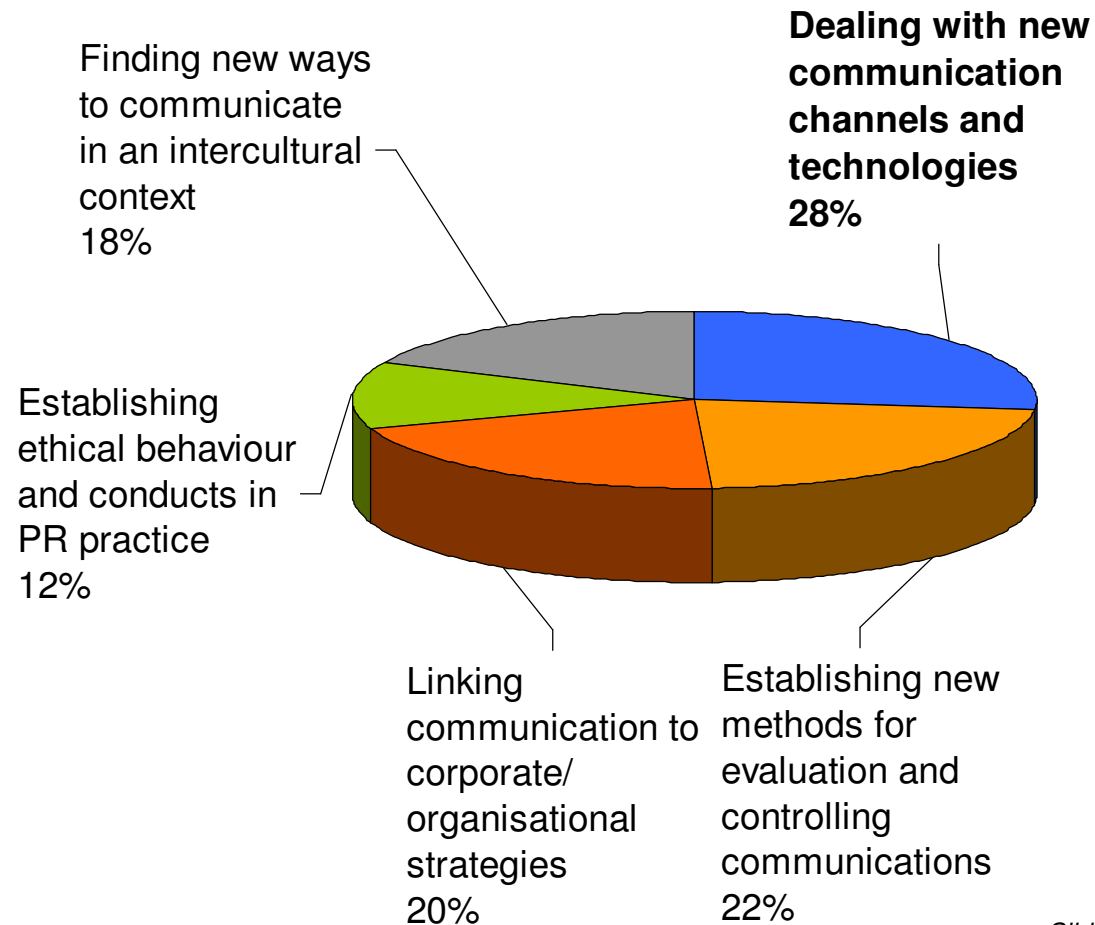 Dealing with new
communication
channels and
technologies
28%
Finding new ways
to communicate
in an intercultural
context
18%
Establishing
ethical behaviour
and conducts in
PR practice
12%
Linking
communication to
corporate/
organisational
strategies
20%
Establishing new
methods for
evaluation and
controlling
communications
22%